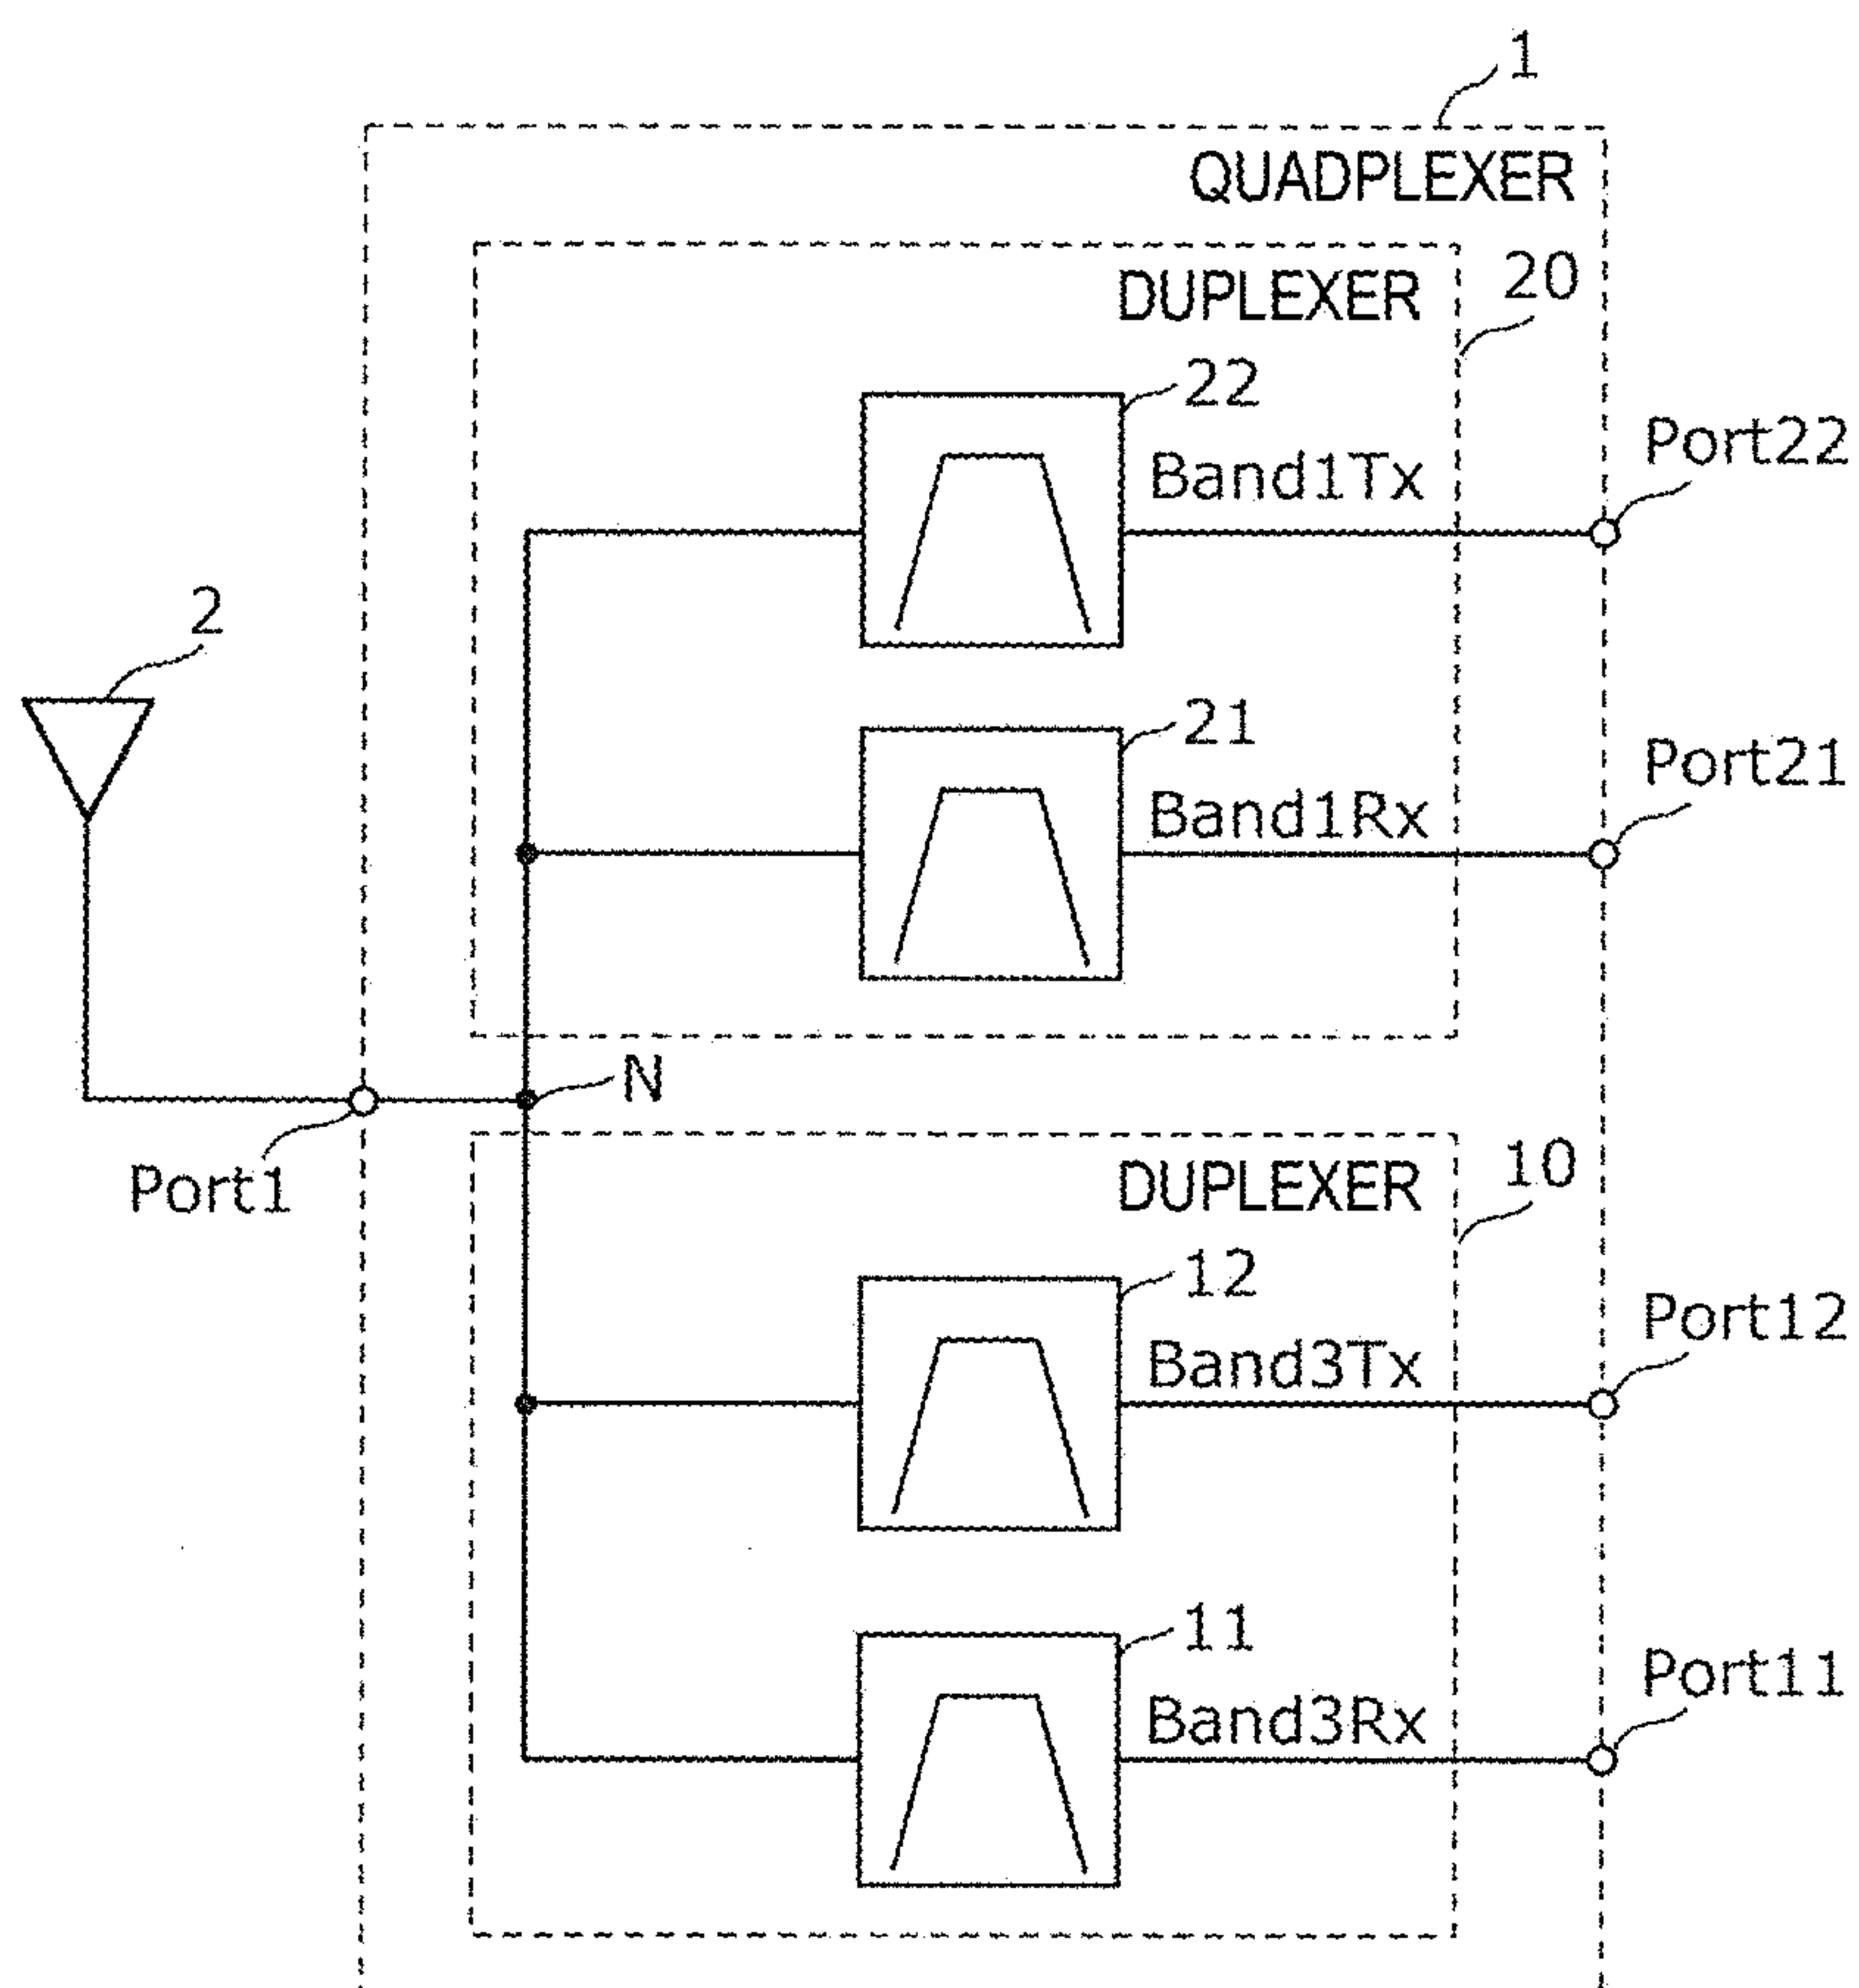 1
QUADPLEXER
DUPLEXER
20
22
Band1Tx
Port22
2
21
Band1Rx
Port21
N
Port1
DUPLEXER
10
12
Band3Tx
Port12
11
Band3Rx
Port11